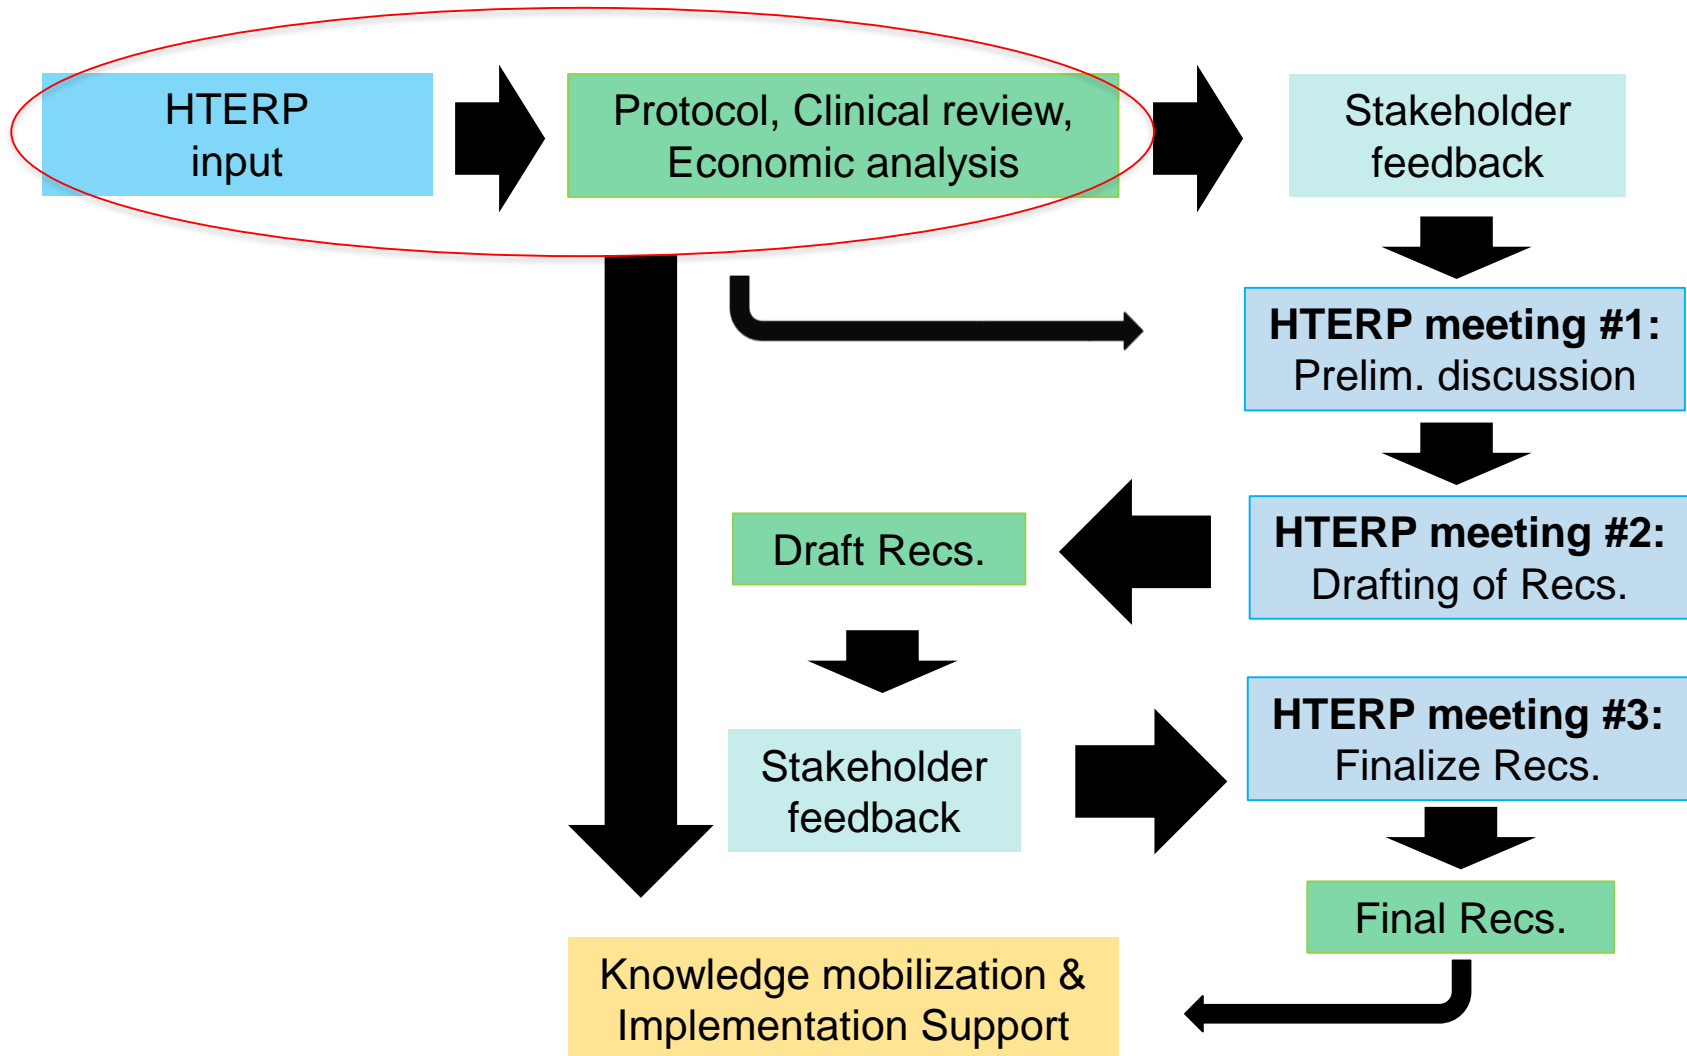 HTERP
input
Protocol, Clinical review,
Economic analysis
Stakeholder
feedback
HTERP meeting #1:
Prelim. discussion
HTERP meeting #2:
Drafting of Recs.
Draft Recs.
Stakeholder
feedback
HTERP meeting #3:
Finalize Recs.
Final Recs.
Knowledge mobilization &
Implementation Support